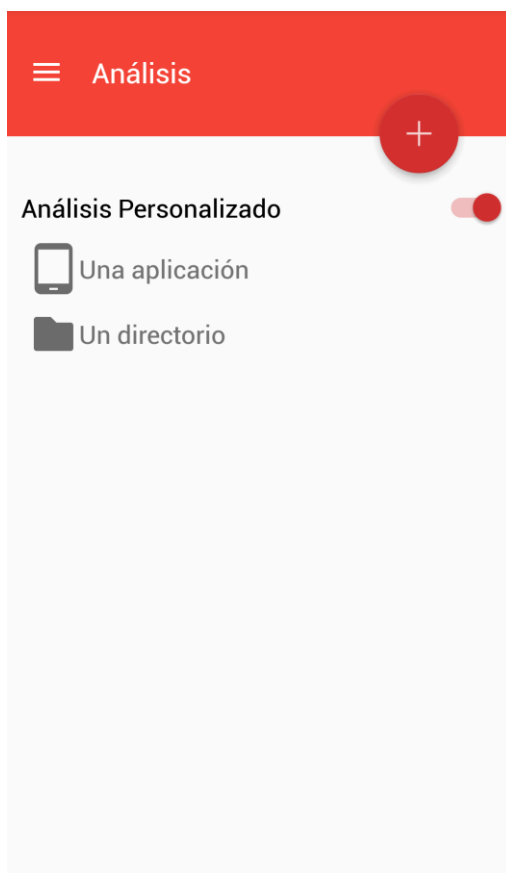 Análisis
Análisis Personalizado
Una aplicación
Un directorio